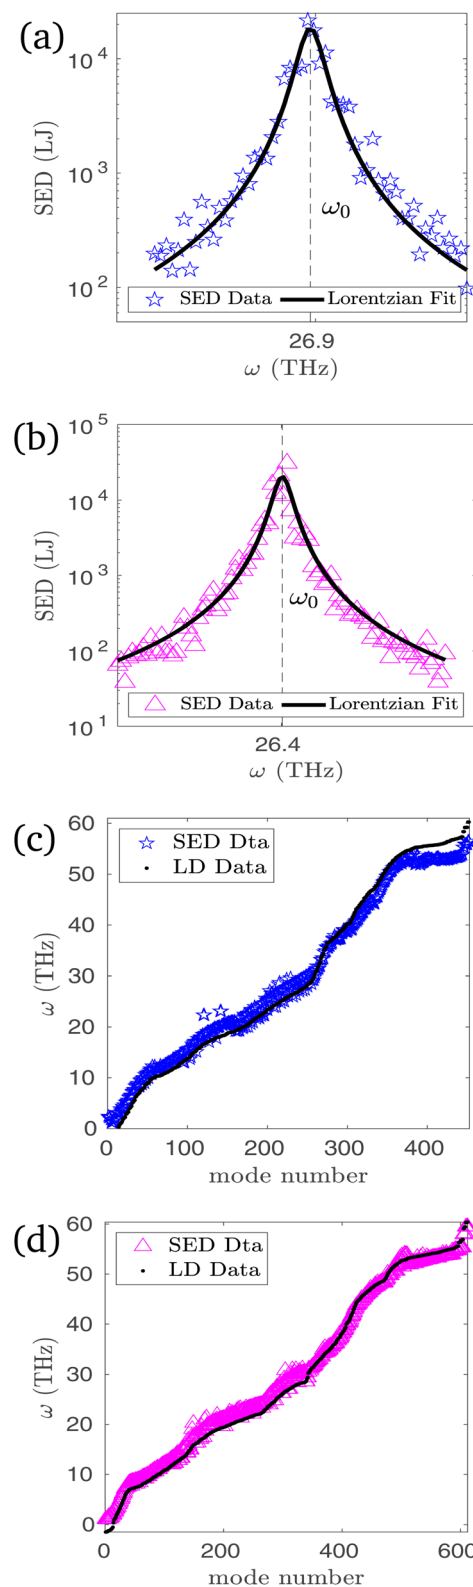 (a)
10^4
10^3
10^2
SED (LJ)
ω_0
SED Data
Lorentzian Fit
26.9
ω (THz)
(b)
10^5
10^4
10^3
10^2
10^1
SED (LJ)
ω_0
SED Data
Lorentzian Fit
26.4
ω (THz)
(c)
60
50
40
30
20
10
0
ω (THz)
SED Dta
LD Data
0 100 200 300 400
mode number
(d)
60
50
40
30
20
10
0
ω (THz)
SED Dta
LD Data
0 200 400 600
mode number